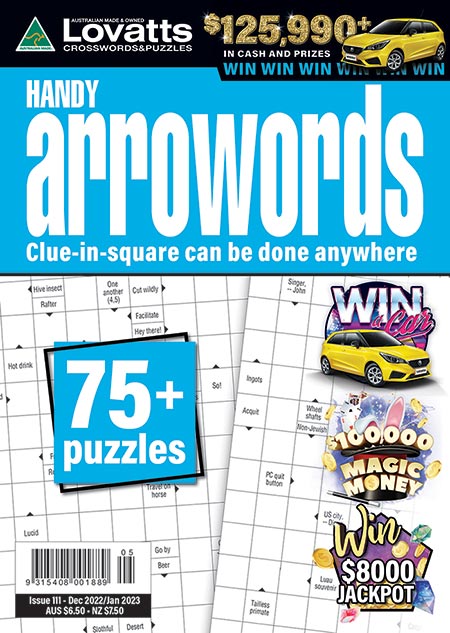 AUSTRALIAN MADE & OWNED
Lovatts
CROSSWORDS&PUZZLES
AUSTRALIAN MADE
$125,990+
IN CASH AND PRIZES
WIN WIN WIN WIN WIN WIN
HANDY
arrowords
Clue-in-square can be done anywhere
Hive insect
Rafter
One
another
(4,5)
Cut wildly
Facilitate
Hey there!
Singer,
-- John
Hot drink
So!
Ingots
Acquit
Wheel
shafts
Non-Jewish
75+
puzzles
WIN
a Car
$100,000
MAGIC
MONEY
Travel on
horse
PC quit
button
US city,
Lucid
Go by
Beer
Luau
souvenir
Tailless
primate
Slothful
Desert
Win
$8000
JACKPOT
05
9 315408 001889
Issue 111 - Dec 2022/Jan 2023
AUS $6.50 - NZ $7.50